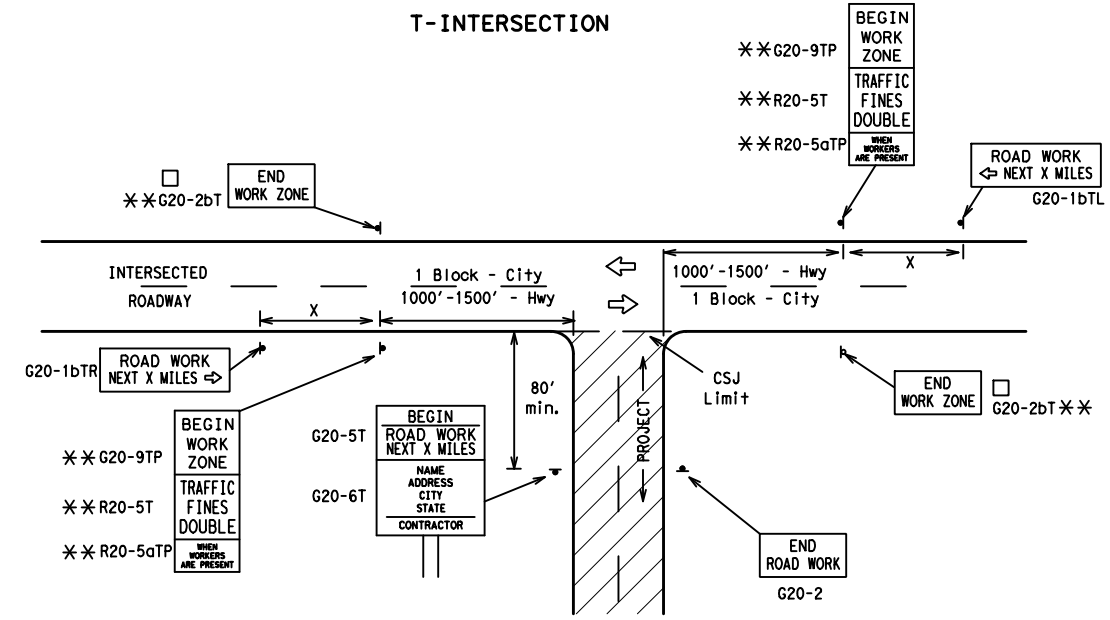 T-INTERSECTION
BEGIN
WORK
ZONE
TRAFFIC
FINES
DOUBLE
WHEN
WORKERS
ARE PRESENT
**G20-9TP
**R20-5T
**R20-5aTP
ROAD WORK
⇦ NEXT X MILES
G20-1bTL
□
**G20-2bT
END
WORK ZONE
INTERSECTED
ROADWAY
1 Block - City
1000'-1500' - Hwy
X
1000'-1500' - Hwy
1 Block - City
X
G20-1bTR
ROAD WORK
NEXT X MILES ⇨
**G20-9TP
**R20-5T
**R20-5aTP
BEGIN
WORK
ZONE
TRAFFIC
FINES
DOUBLE
WHEN
WORKERS
ARE PRESENT
G20-5T
G20-6T
BEGIN
ROAD WORK
NEXT X MILES
NAME
ADDRESS
CITY
STATE
CONTRACTOR
80'
min.
PROJECT
CSJ
Limit
END
WORK ZONE
□
G20-2bT**
END
ROAD WORK
G20-2